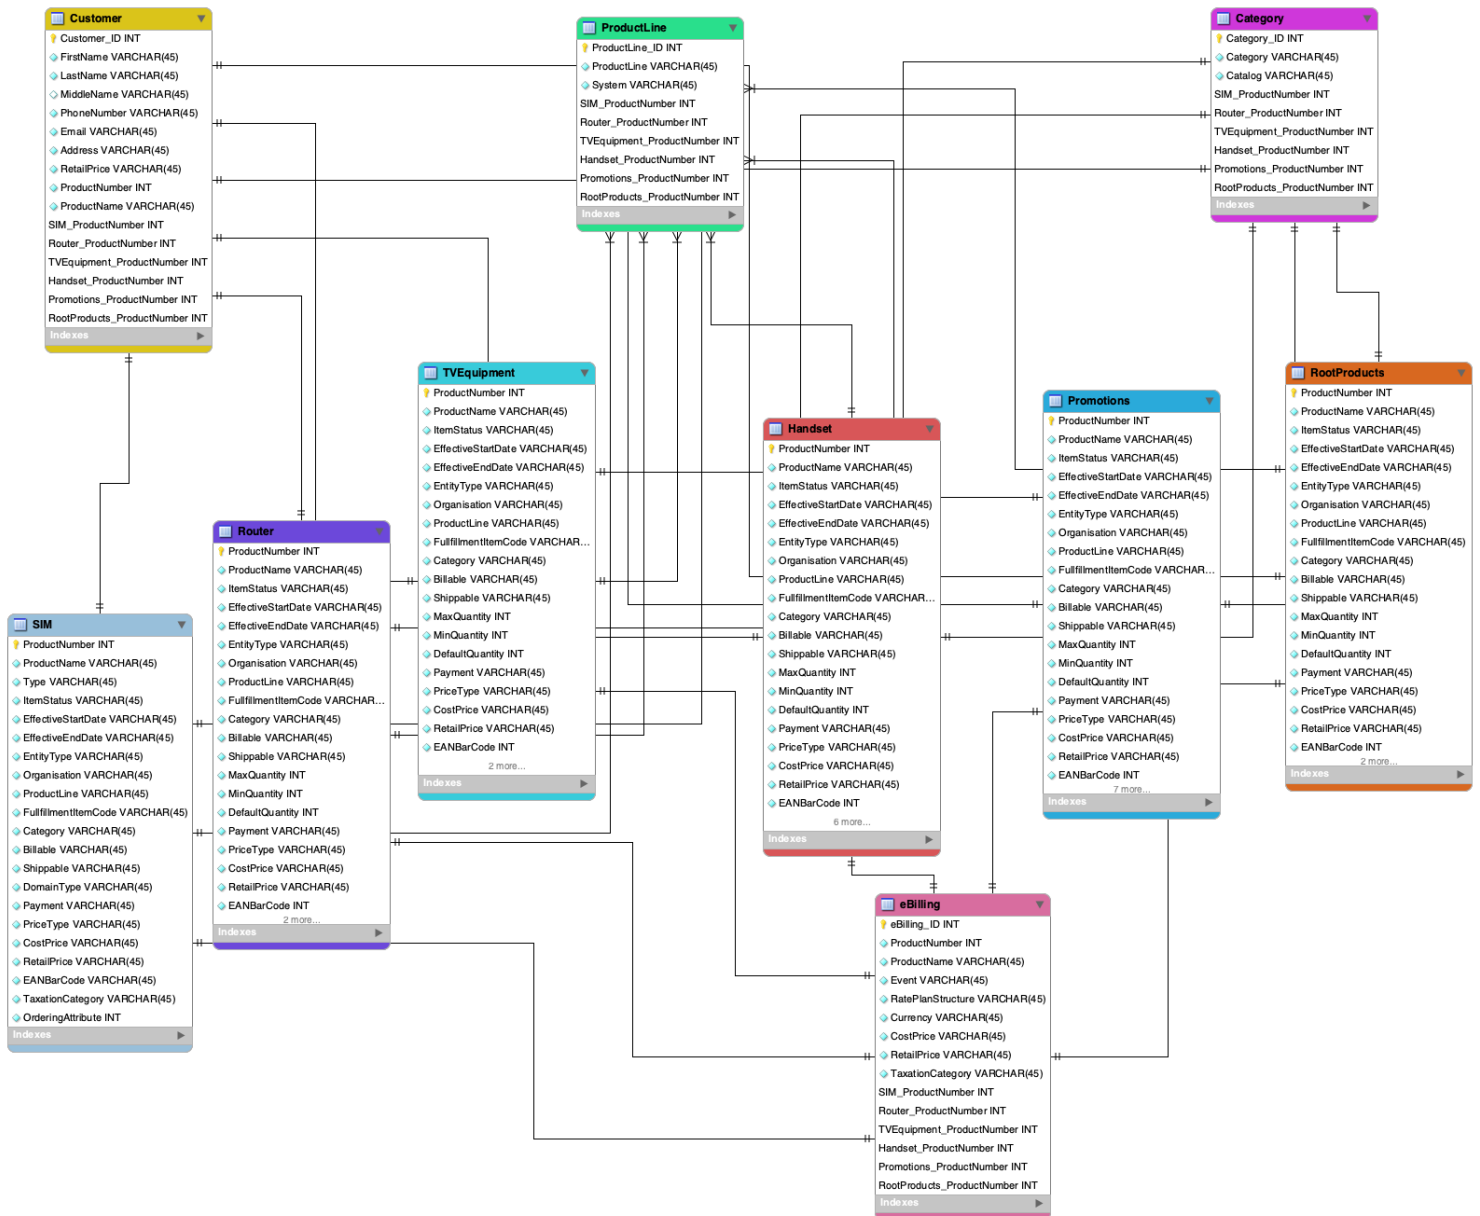 Customer
Customer_ID INT
FirstName VARCHAR(45)
LastName VARCHAR(45)
MiddleName VARCHAR(45)
PhoneNumber VARCHAR(45)
Email VARCHAR(45)
Address VARCHAR(45)
RetailPrice VARCHAR(45)
ProductNumber INT
ProductName VARCHAR(45)
SIM_ProductNumber INT
Router_ProductNumber INT
TVEquipment_ProductNumber INT
Handset_ProductNumber INT
Promotions_ProductNumber INT
RootProducts_ProductNumber INT
Indexes
ProductLine
ProductLine_ID INT
ProductLine VARCHAR(45)
System VARCHAR(45)
SIM_ProductNumber INT
Router_ProductNumber INT
TVEquipment_ProductNumber INT
Handset_ProductNumber INT
Promotions_ProductNumber INT
RootProducts_ProductNumber INT
Indexes
Category
Category_ID INT
Category VARCHAR(45)
Catalog VARCHAR(45)
SIM_ProductNumber INT
Router_ProductNumber INT
TVEquipment_ProductNumber INT
Handset_ProductNumber INT
Promotions_ProductNumber INT
RootProducts_ProductNumber INT
Indexes
TVEquipment
ProductNumber INT
ProductName VARCHAR(45)
ItemStatus VARCHAR(45)
EffectiveStartDate VARCHAR(45)
EffectiveEndDate VARCHAR(45)
EntityType VARCHAR(45)
Organisation VARCHAR(45)
ProductLine VARCHAR(45)
FullfillmentItemCode VARCHAR...
Category VARCHAR(45)
Billable VARCHAR(45)
Shippable VARCHAR(45)
MaxQuantity INT
MinQuantity INT
DefaultQuantity INT
Payment VARCHAR(45)
PriceType VARCHAR(45)
CostPrice VARCHAR(45)
RetailPrice VARCHAR(45)
EANBarCode INT
2 more...
Indexes
Handset
ProductNumber INT
ProductName VARCHAR(45)
ItemStatus VARCHAR(45)
EffectiveStartDate VARCHAR(45)
EffectiveEndDate VARCHAR(45)
EntityType VARCHAR(45)
Organisation VARCHAR(45)
ProductLine VARCHAR(45)
FullfillmentItemCode VARCHAR...
Category VARCHAR(45)
Billable VARCHAR(45)
Shippable VARCHAR(45)
MaxQuantity INT
MinQuantity INT
DefaultQuantity INT
Payment VARCHAR(45)
PriceType VARCHAR(45)
CostPrice VARCHAR(45)
RetailPrice VARCHAR(45)
EANBarCode INT
6 more...
Indexes
Promotions
ProductNumber INT
ProductName VARCHAR(45)
ItemStatus VARCHAR(45)
EffectiveStartDate VARCHAR(45)
EffectiveEndDate VARCHAR(45)
EntityType VARCHAR(45)
Organisation VARCHAR(45)
ProductLine VARCHAR(45)
FullfillmentItemCode VARCHAR...
Category VARCHAR(45)
Billable VARCHAR(45)
Shippable VARCHAR(45)
MaxQuantity INT
MinQuantity INT
DefaultQuantity INT
Payment VARCHAR(45)
PriceType VARCHAR(45)
CostPrice VARCHAR(45)
RetailPrice VARCHAR(45)
EANBarCode INT
7 more...
Indexes
RootProducts
ProductNumber INT
ProductName VARCHAR(45)
ItemStatus VARCHAR(45)
EffectiveStartDate VARCHAR(45)
EffectiveEndDate VARCHAR(45)
EntityType VARCHAR(45)
Organisation VARCHAR(45)
ProductLine VARCHAR(45)
FullfillmentItemCode VARCHAR(45)
Category VARCHAR(45)
Billable VARCHAR(45)
Shippable VARCHAR(45)
MaxQuantity INT
MinQuantity INT
DefaultQuantity INT
Payment VARCHAR(45)
PriceType VARCHAR(45)
CostPrice VARCHAR(45)
RetailPrice VARCHAR(45)
EANBarCode INT
2 more...
Indexes
Router
ProductNumber INT
ProductName VARCHAR(45)
ItemStatus VARCHAR(45)
EffectiveStartDate VARCHAR(45)
EffectiveEndDate VARCHAR(45)
EntityType VARCHAR(45)
Organisation VARCHAR(45)
ProductLine VARCHAR(45)
FullfillmentItemCode VARCHAR...
Category VARCHAR(45)
Billable VARCHAR(45)
Shippable VARCHAR(45)
MaxQuantity INT
MinQuantity INT
DefaultQuantity INT
Payment VARCHAR(45)
PriceType VARCHAR(45)
CostPrice VARCHAR(45)
RetailPrice VARCHAR(45)
EANBarCode INT
2 more...
Indexes
SIM
ProductNumber INT
ProductName VARCHAR(45)
Type VARCHAR(45)
ItemStatus VARCHAR(45)
EffectiveStartDate VARCHAR(45)
EffectiveEndDate VARCHAR(45)
EntityType VARCHAR(45)
Organisation VARCHAR(45)
ProductLine VARCHAR(45)
FullfillmentItemCode VARCHAR(45)
Category VARCHAR(45)
Billable VARCHAR(45)
Shippable VARCHAR(45)
DomainType VARCHAR(45)
Payment VARCHAR(45)
PriceType VARCHAR(45)
CostPrice VARCHAR(45)
RetailPrice VARCHAR(45)
EANBarCode VARCHAR(45)
TaxationCategory VARCHAR(45)
OrderingAttribute INT
Indexes
eBilling
eBilling_ID INT
ProductNumber INT
ProductName VARCHAR(45)
Event VARCHAR(45)
RatePlanStructure VARCHAR(45)
Currency VARCHAR(45)
CostPrice VARCHAR(45)
RetailPrice VARCHAR(45)
TaxationCategory VARCHAR(45)
SIM_ProductNumber INT
Router_ProductNumber INT
TVEquipment_ProductNumber INT
Handset_ProductNumber INT
Promotions_ProductNumber INT
RootProducts_ProductNumber INT
Indexes